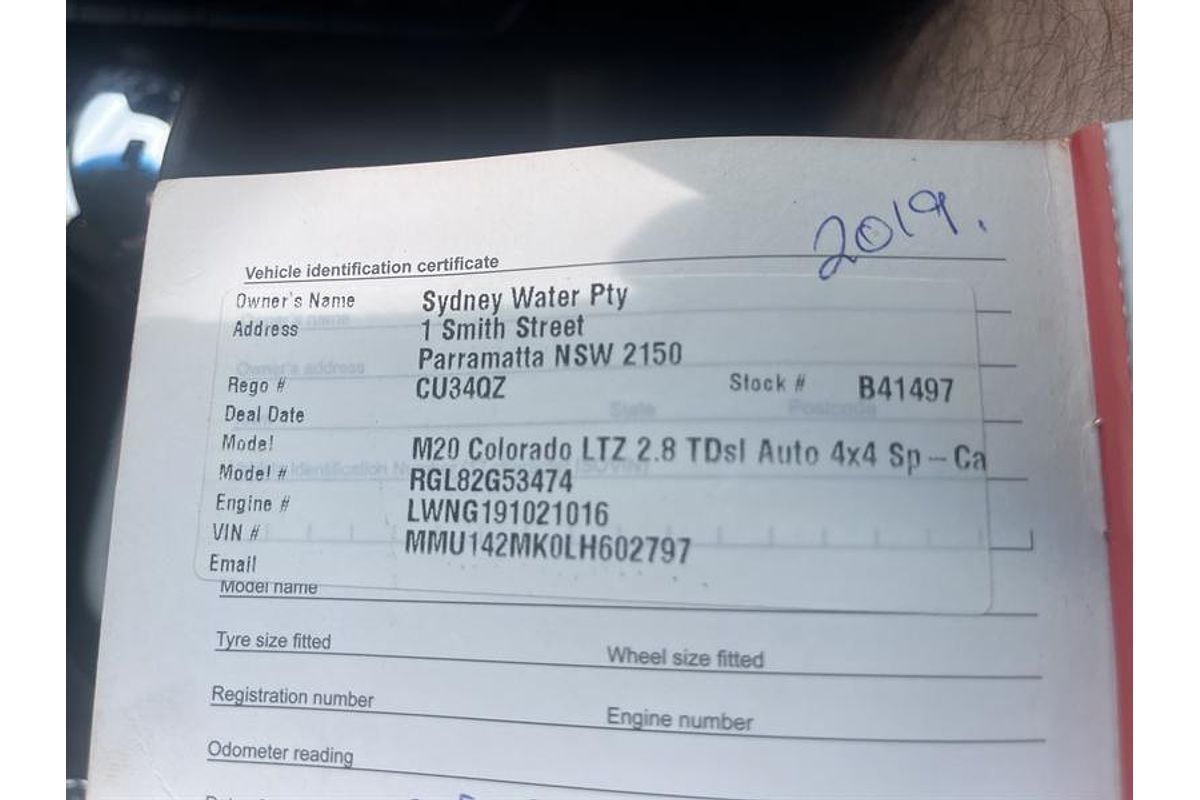 2019.
Vehicle identification certificate
Owner's Name Sydney Water Pty
Address 1 Smith Street
Parramatta NSW 2150
Rego # CU34QZ Stock # B41497
Deal Date
Model M20 Colorado LTZ 2.8 TDsl Auto 4x4 Sp-Ca
Model # RGL82G53474
Engine # LWNG191021016
VIN # MMU142MK0LH602797
Email
Model name
Tyre size fitted Wheel size fitted
Registration number Engine number
Odometer reading